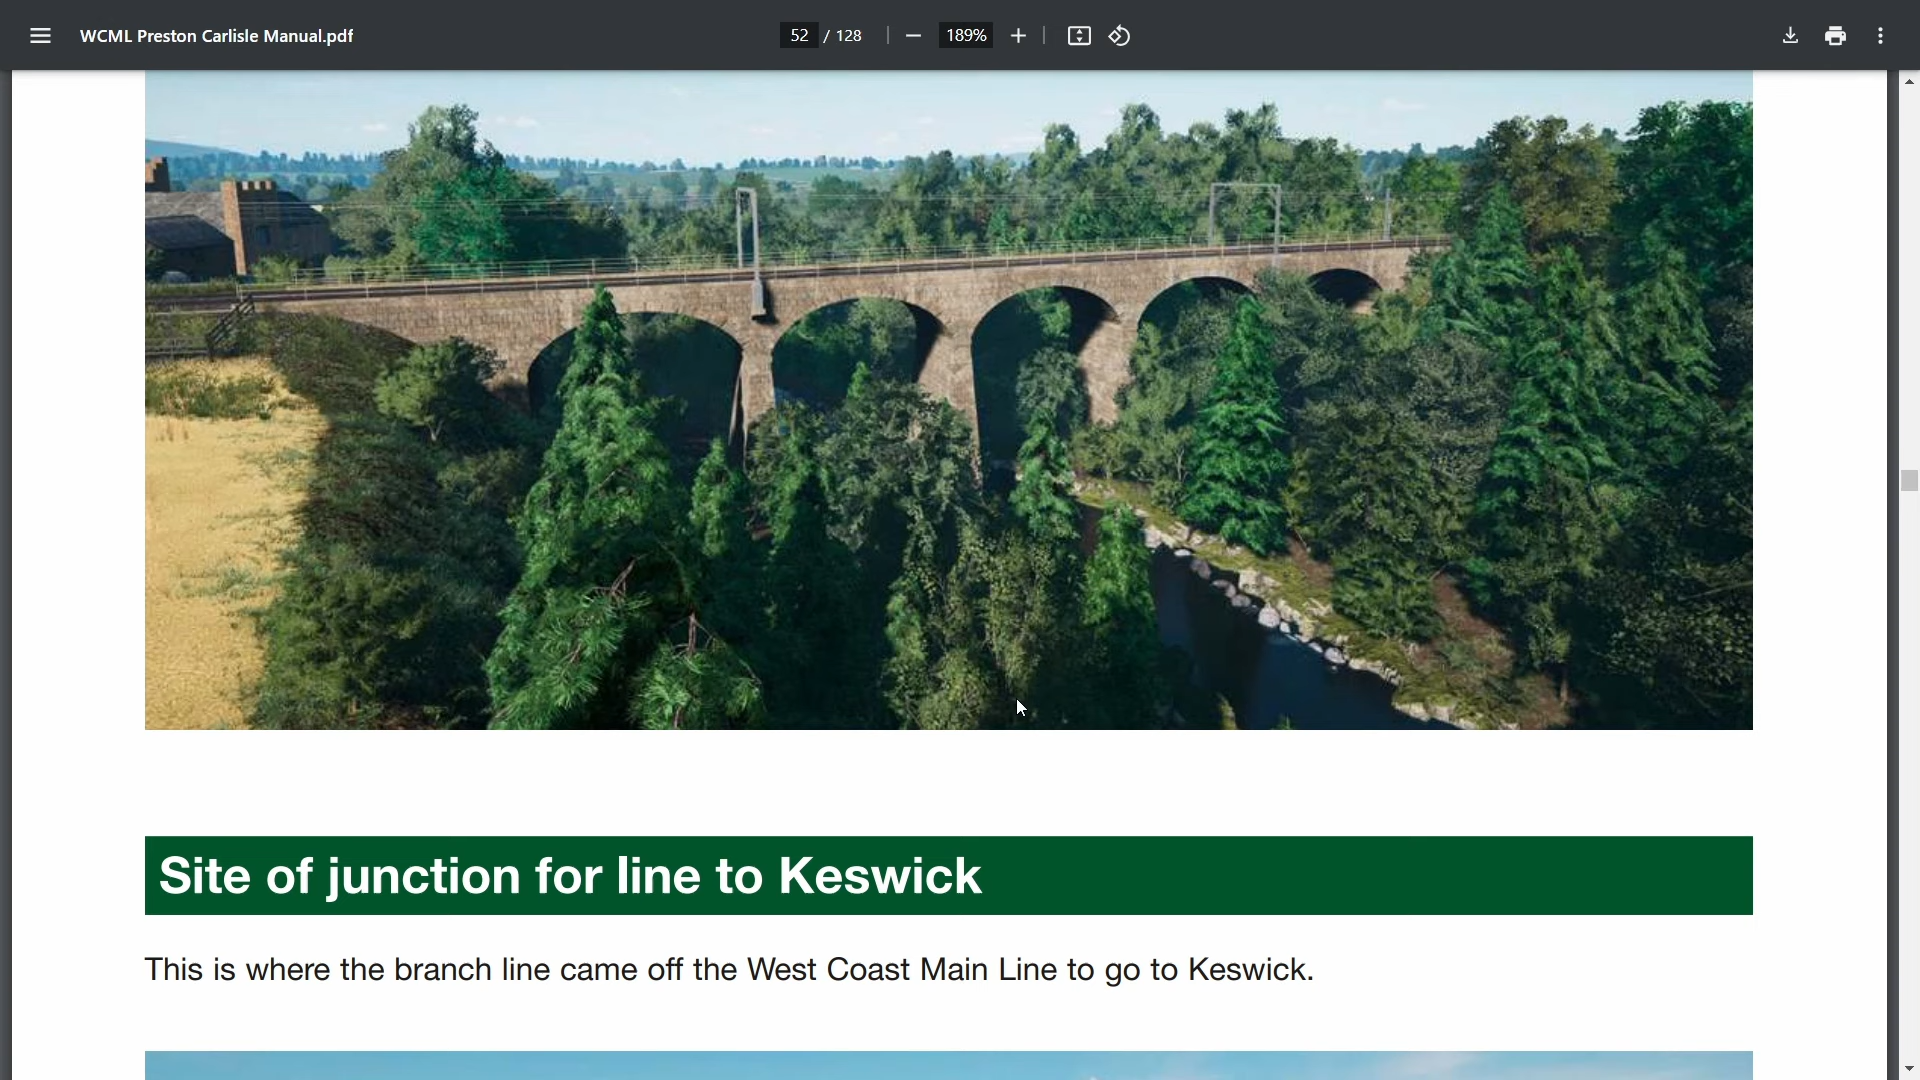 WCML Preston Carlisle Manual.pdf
52 / 128
189%
Site of junction for line to Keswick
This is where the branch line came off the West Coast Main Line to go to Keswick.